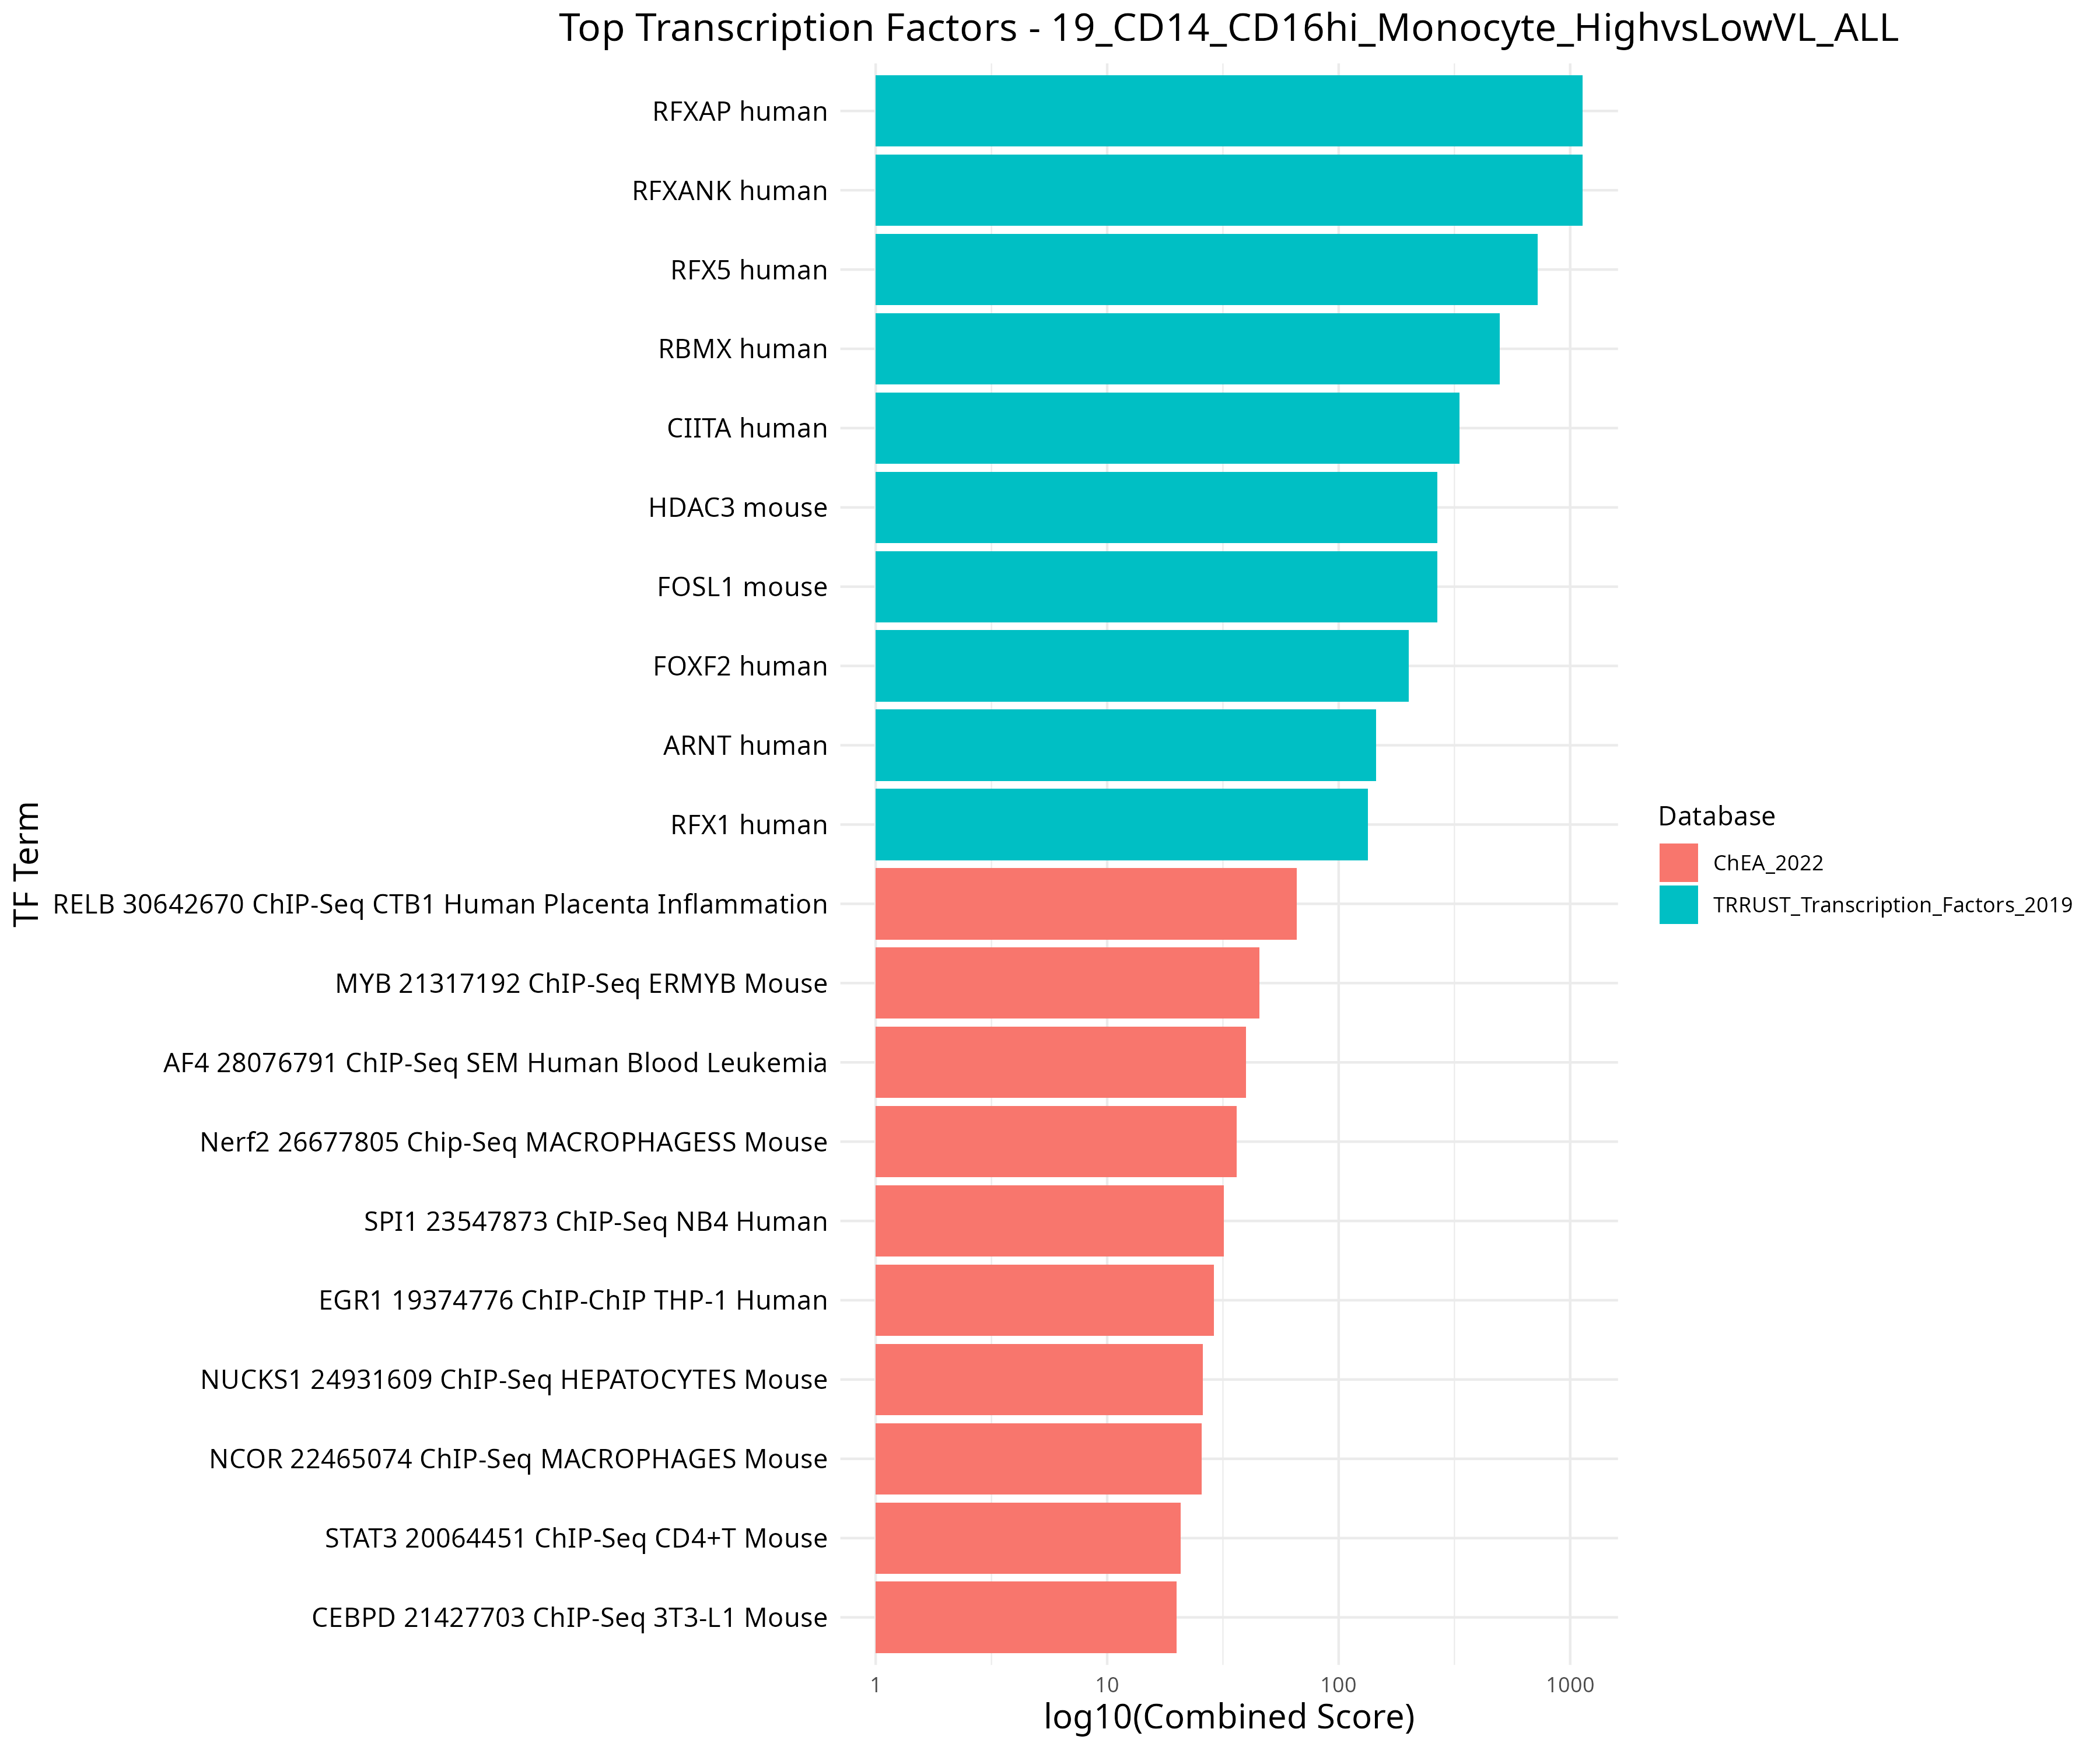 Top Transcription Factors - 19_CD14_CD16hi_Monocyte_HighvsLowVL_ALL
TF Term
RFXAP human
RFXANK human
RFX5 human
RBMX human
CIITA human
HDAC3 mouse
FOSL1 mouse
FOXF2 human
ARNT human
RFX1 human
RELB 30642670 ChIP-Seq CTB1 Human Placenta Inflammation
MYB 21317192 ChIP-Seq ERMYB Mouse
AF4 28076791 ChIP-Seq SEM Human Blood Leukemia
Nerf2 26677805 Chip-Seq MACROPHAGESS Mouse
SPI1 23547873 ChIP-Seq NB4 Human
EGR1 19374776 ChIP-ChIP THP-1 Human
NUCKS1 24931609 ChIP-Seq HEPATOCYTES Mouse
NCOR 22465074 ChIP-Seq MACROPHAGES Mouse
STAT3 20064451 ChIP-Seq CD4+T Mouse
CEBPD 21427703 ChIP-Seq 3T3-L1 Mouse
1 10 100 1000
log10(Combined Score)
Database
ChEA_2022
TRRUST_Transcription_Factors_2019